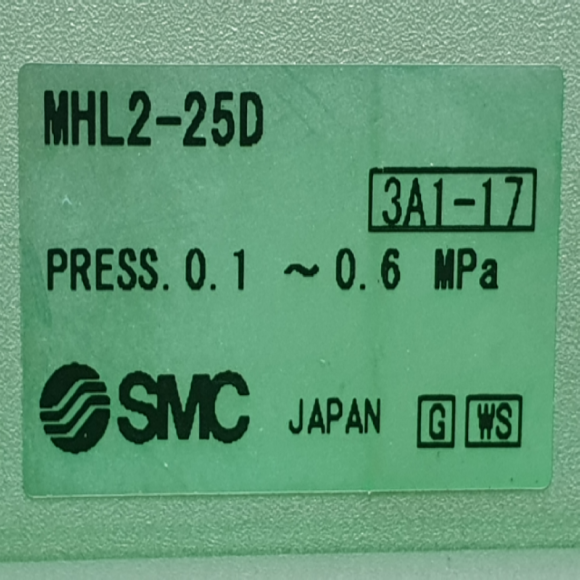 MHL2-25D
3A1-17
PRESS. 0.1 ~ 0.6 MPa
SMC JAPAN G WS